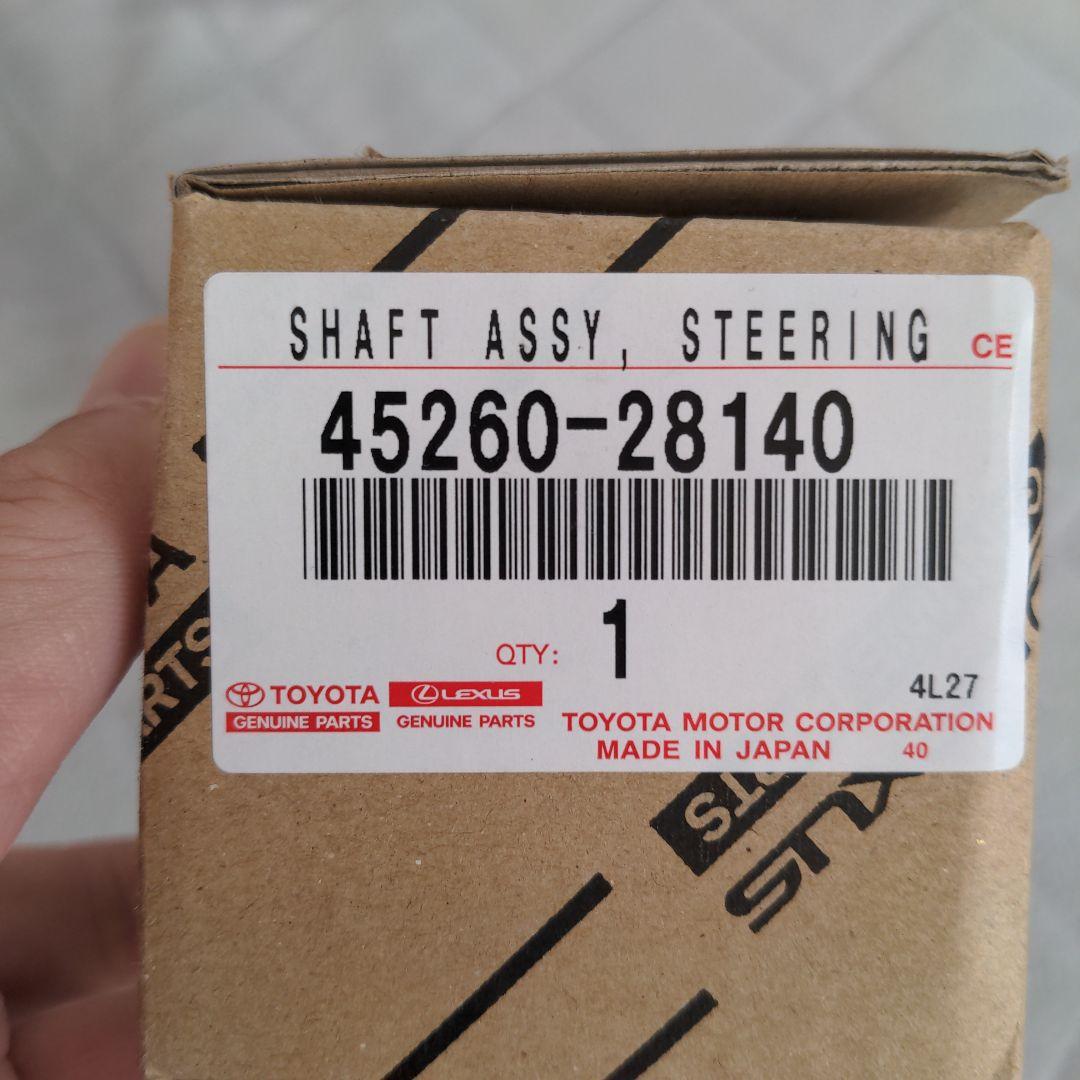 SHAFT ASSY, STEERING CE
45260-28140
QTY: 1
4L27
TOYOTA LEXUS
GENUINE PARTS GENUINE PARTS
TOYOTA MOTOR CORPORATION
MADE IN JAPAN 40